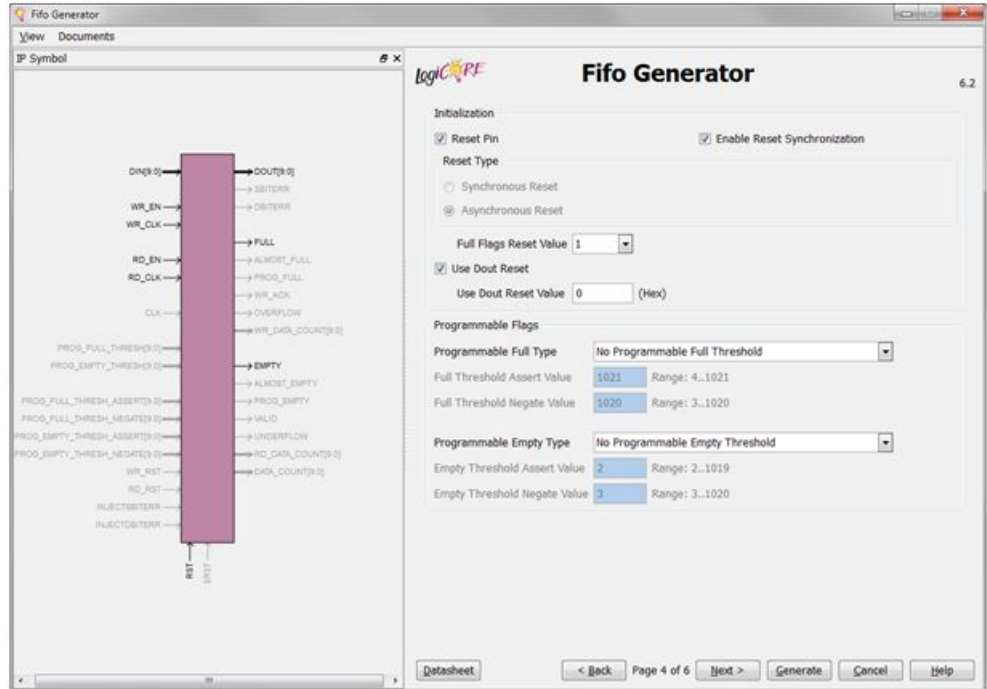 Fifo Generator
View Documents
IP Symbol
DIN[9:0]
WR_EN
WR_CLK
RD_EN
RD_CLK
CLK
PROG_FULL_THRESH[9:0]
PROG_EMPTY_THRESH[9:0]
PROG_FULL_THRESH_ASSERT[9:0]
PROG_FULL_THRESH_NEGATE[9:0]
PROG_EMPTY_THRESH_ASSERT[9:0]
PROG_EMPTY_THRESH_NEGATE[9:0]
WR_RST
RD_RST
INJECTSBITERR
INJECTDBITERR
DOUT[9:0]
SBITERR
DBITERR
FULL
ALMOST_FULL
PROG_FULL
WR_ACK
OVERFLOW
WR_DATA_COUNT[9:0]
EMPTY
ALMOST_EMPTY
PROG_EMPTY
VALID
UNDERFLOW
RD_DATA_COUNT[9:0]
DATA_COUNT[9:0]
RST
SRST
LogiCORE
Fifo Generator
6.2
Initialization
Reset Pin Enable Reset Synchronization
Reset Type
Synchronous Reset
Asynchronous Reset
Full Flags Reset Value 1
Use Dout Reset
Use Dout Reset Value 0 (Hex)
Programmable Flags
Programmable Full Type No Programmable Full Threshold
Full Threshold Assert Value 1021 Range: 4..1021
Full Threshold Negate Value 1020 Range: 3..1020
Programmable Empty Type No Programmable Empty Threshold
Empty Threshold Assert Value 2 Range: 2..1019
Empty Threshold Negate Value 3 Range: 3..1020
Datasheet < Back Page 4 of 6 Next > Generate Cancel Help